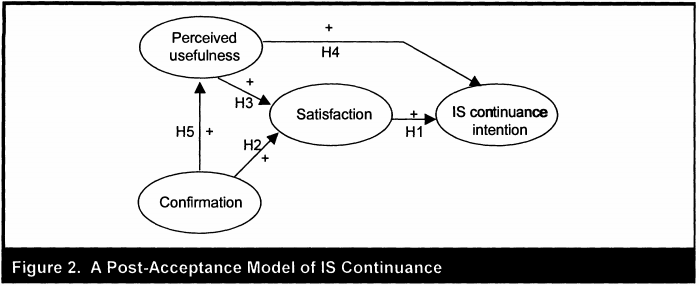 Perceived
usefulness
+
H4
+
H3
Satisfaction
+
H1
IS continuance
intention
H5
+
H2
+
Confirmation
Figure 2. A Post-Acceptance Model of IS Continuance